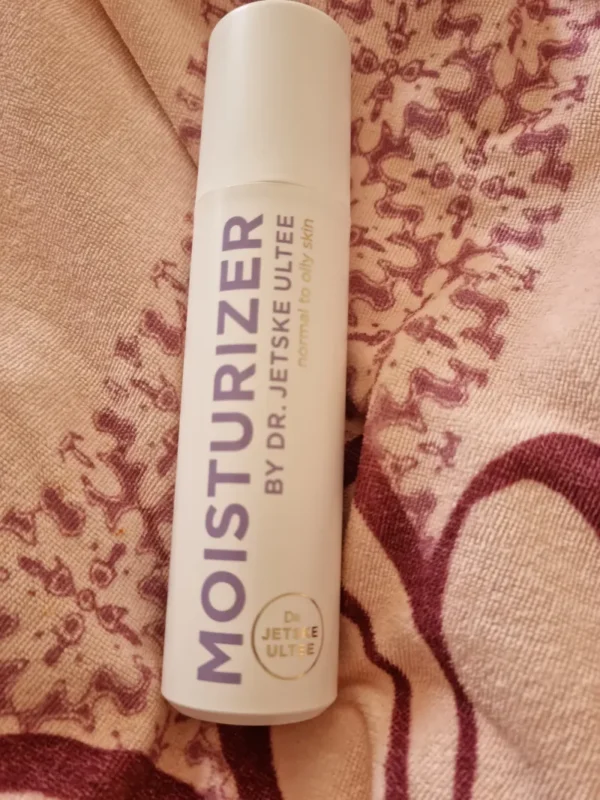 MOISTURIZER
BY DR. JETSKE ULTEE
normal to oily skin
Dr.
JETSKE
ULTEE